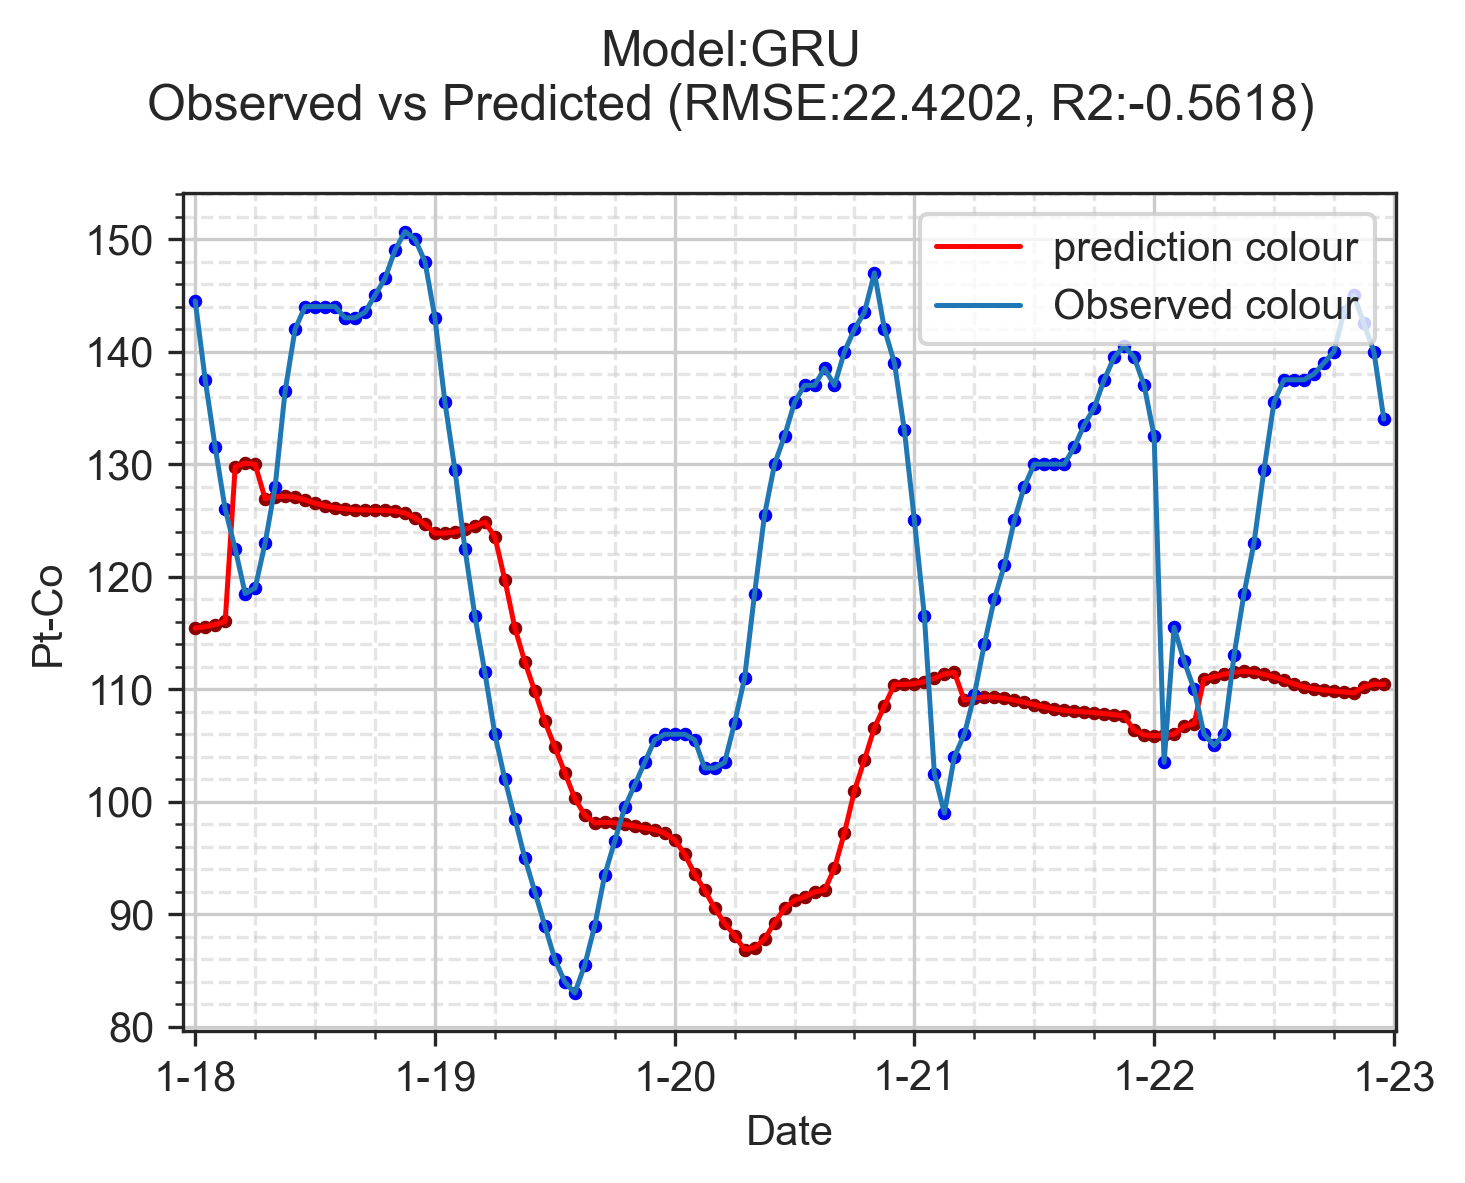 Model:GRU
Observed vs Predicted (RMSE:22.4202, R2:-0.5618)
prediction colour
Observed colour
150
140
130
120
110
100
90
80
Pt-Co
1-18 1-19 1-20 1-21 1-22 1-23
Date